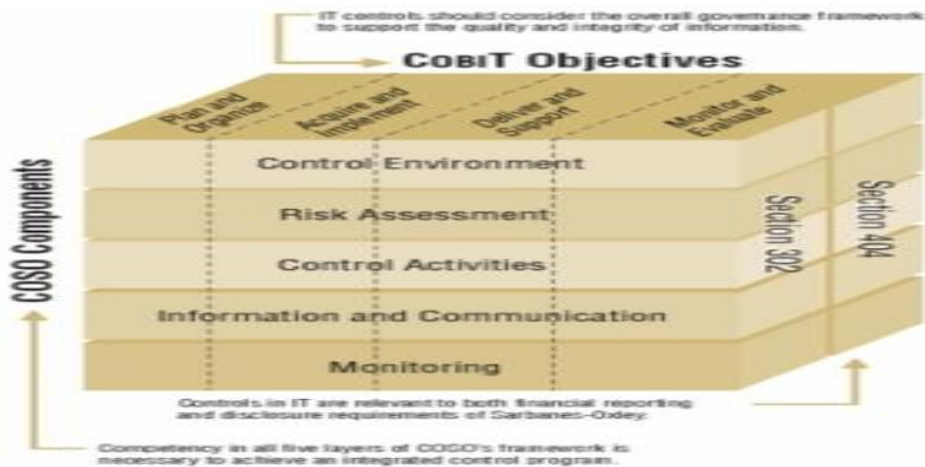 IT controls should consider the overall governance framework
to support the quality and integrity of information.
COBIT Objectives
Plan and
Organize
Acquire and
Implement
Deliver and
Support
Monitor and
Evaluate
COSO Components
Control Environment
Risk Assessment
Control Activities
Information and Communication
Monitoring
Section 302
Section 404
Controls in IT are relevant to both financial reporting
and disclosure requirements of Sarbanes-Oxley.
Competency in all five layers of COSO's framework is
necessary to achieve an integrated control program.